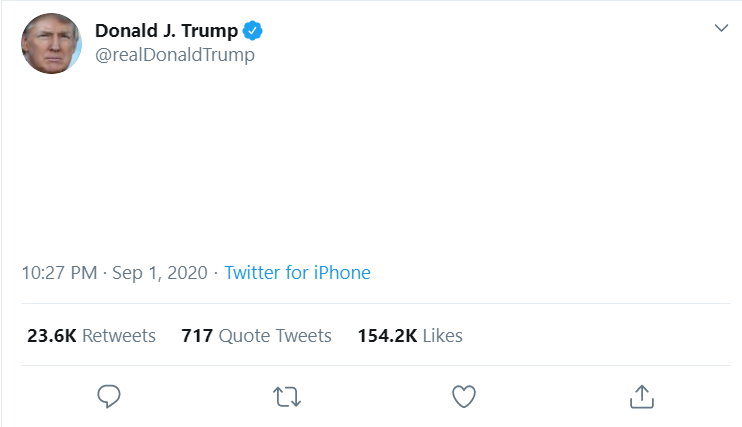 Donald J. Trump
@realDonaldTrump
10:27 PM · Sep 1, 2020 · Twitter for iPhone
23.6K Retweets 717 Quote Tweets 154.2K Likes